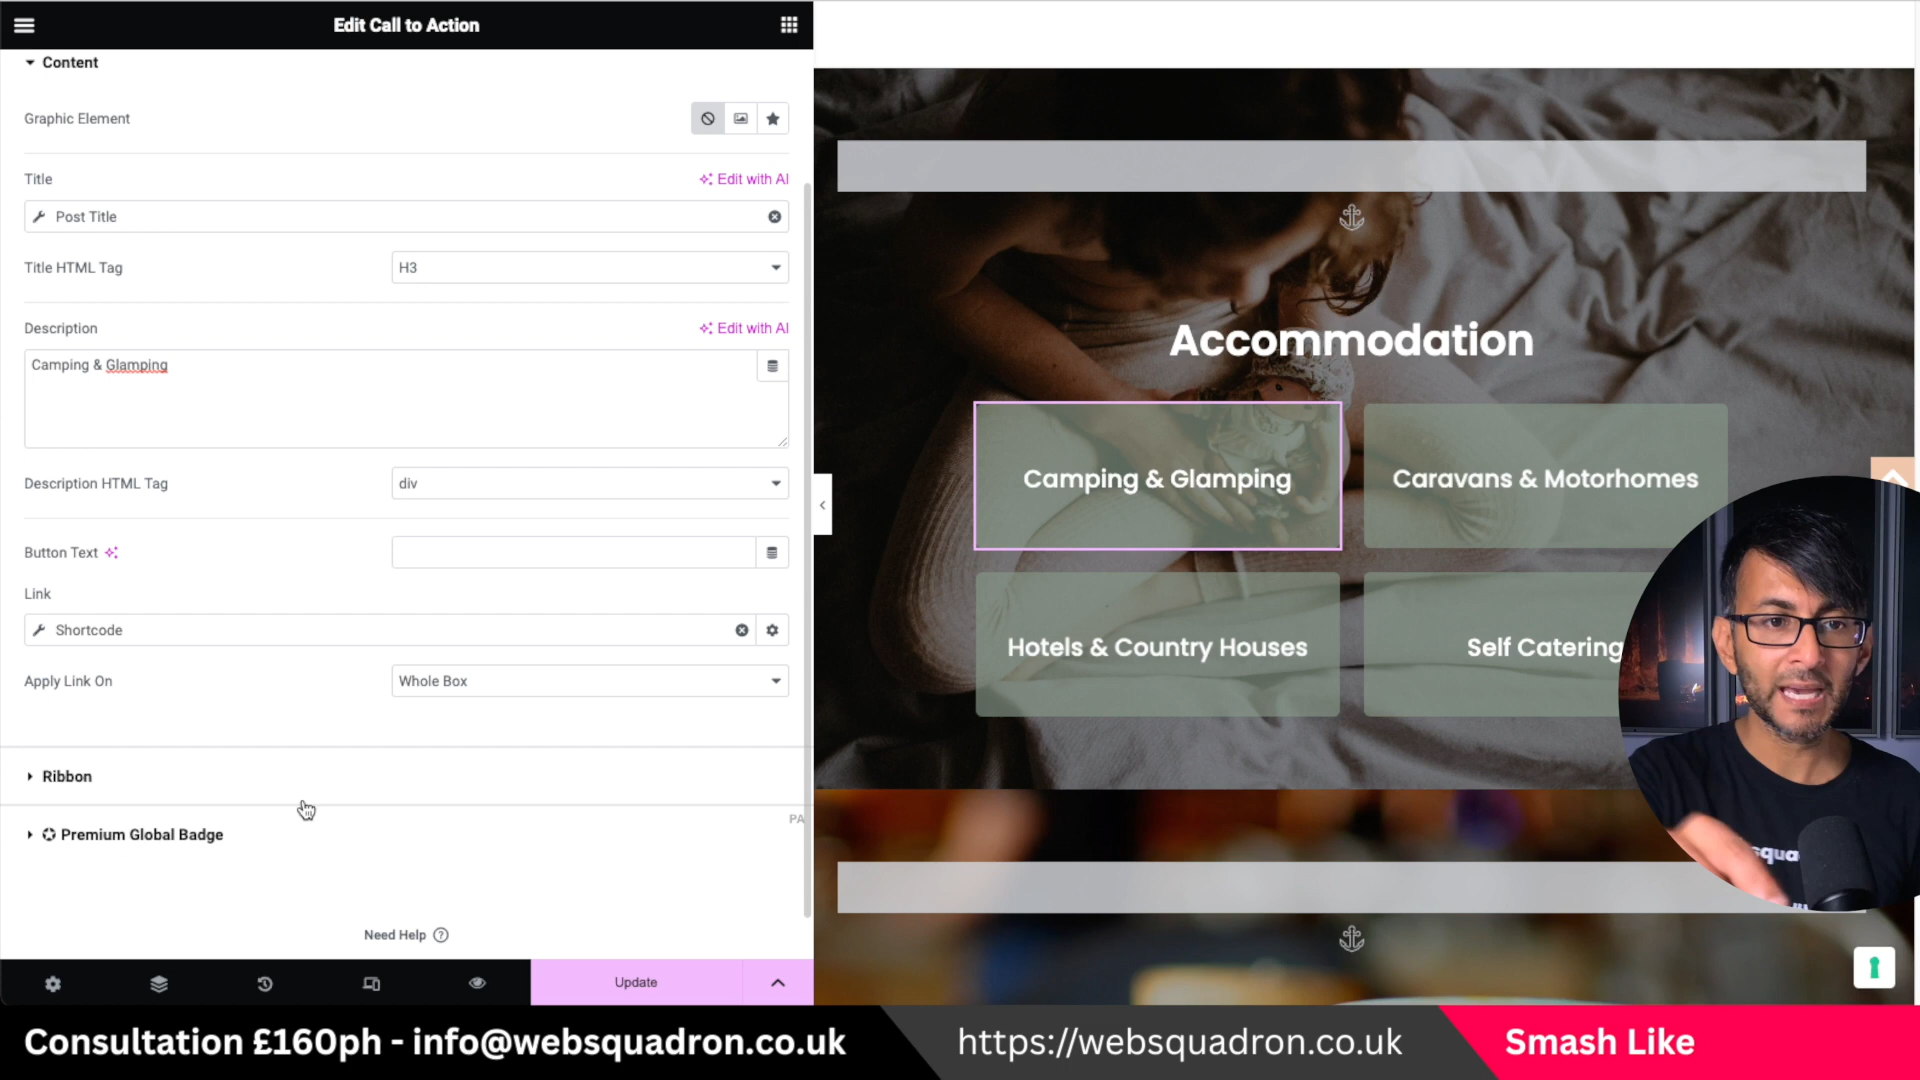 Edit Call to Action
Content
Graphic Element
Title
Edit with AI
Post Title
Title HTML Tag
H3
Description
Edit with AI
Camping & Glamping
Description HTML Tag
div
Button Text
Link
Shortcode
Apply Link On
Whole Box
Ribbon
Premium Global Badge
Need Help
Update
PA
Accommodation
Camping & Glamping
Caravans & Motorhomes
Hotels & Country Houses
Self Catering
squa
Consultation £160ph - info@websquadron.co.uk
https://websquadron.co.uk
Smash Like